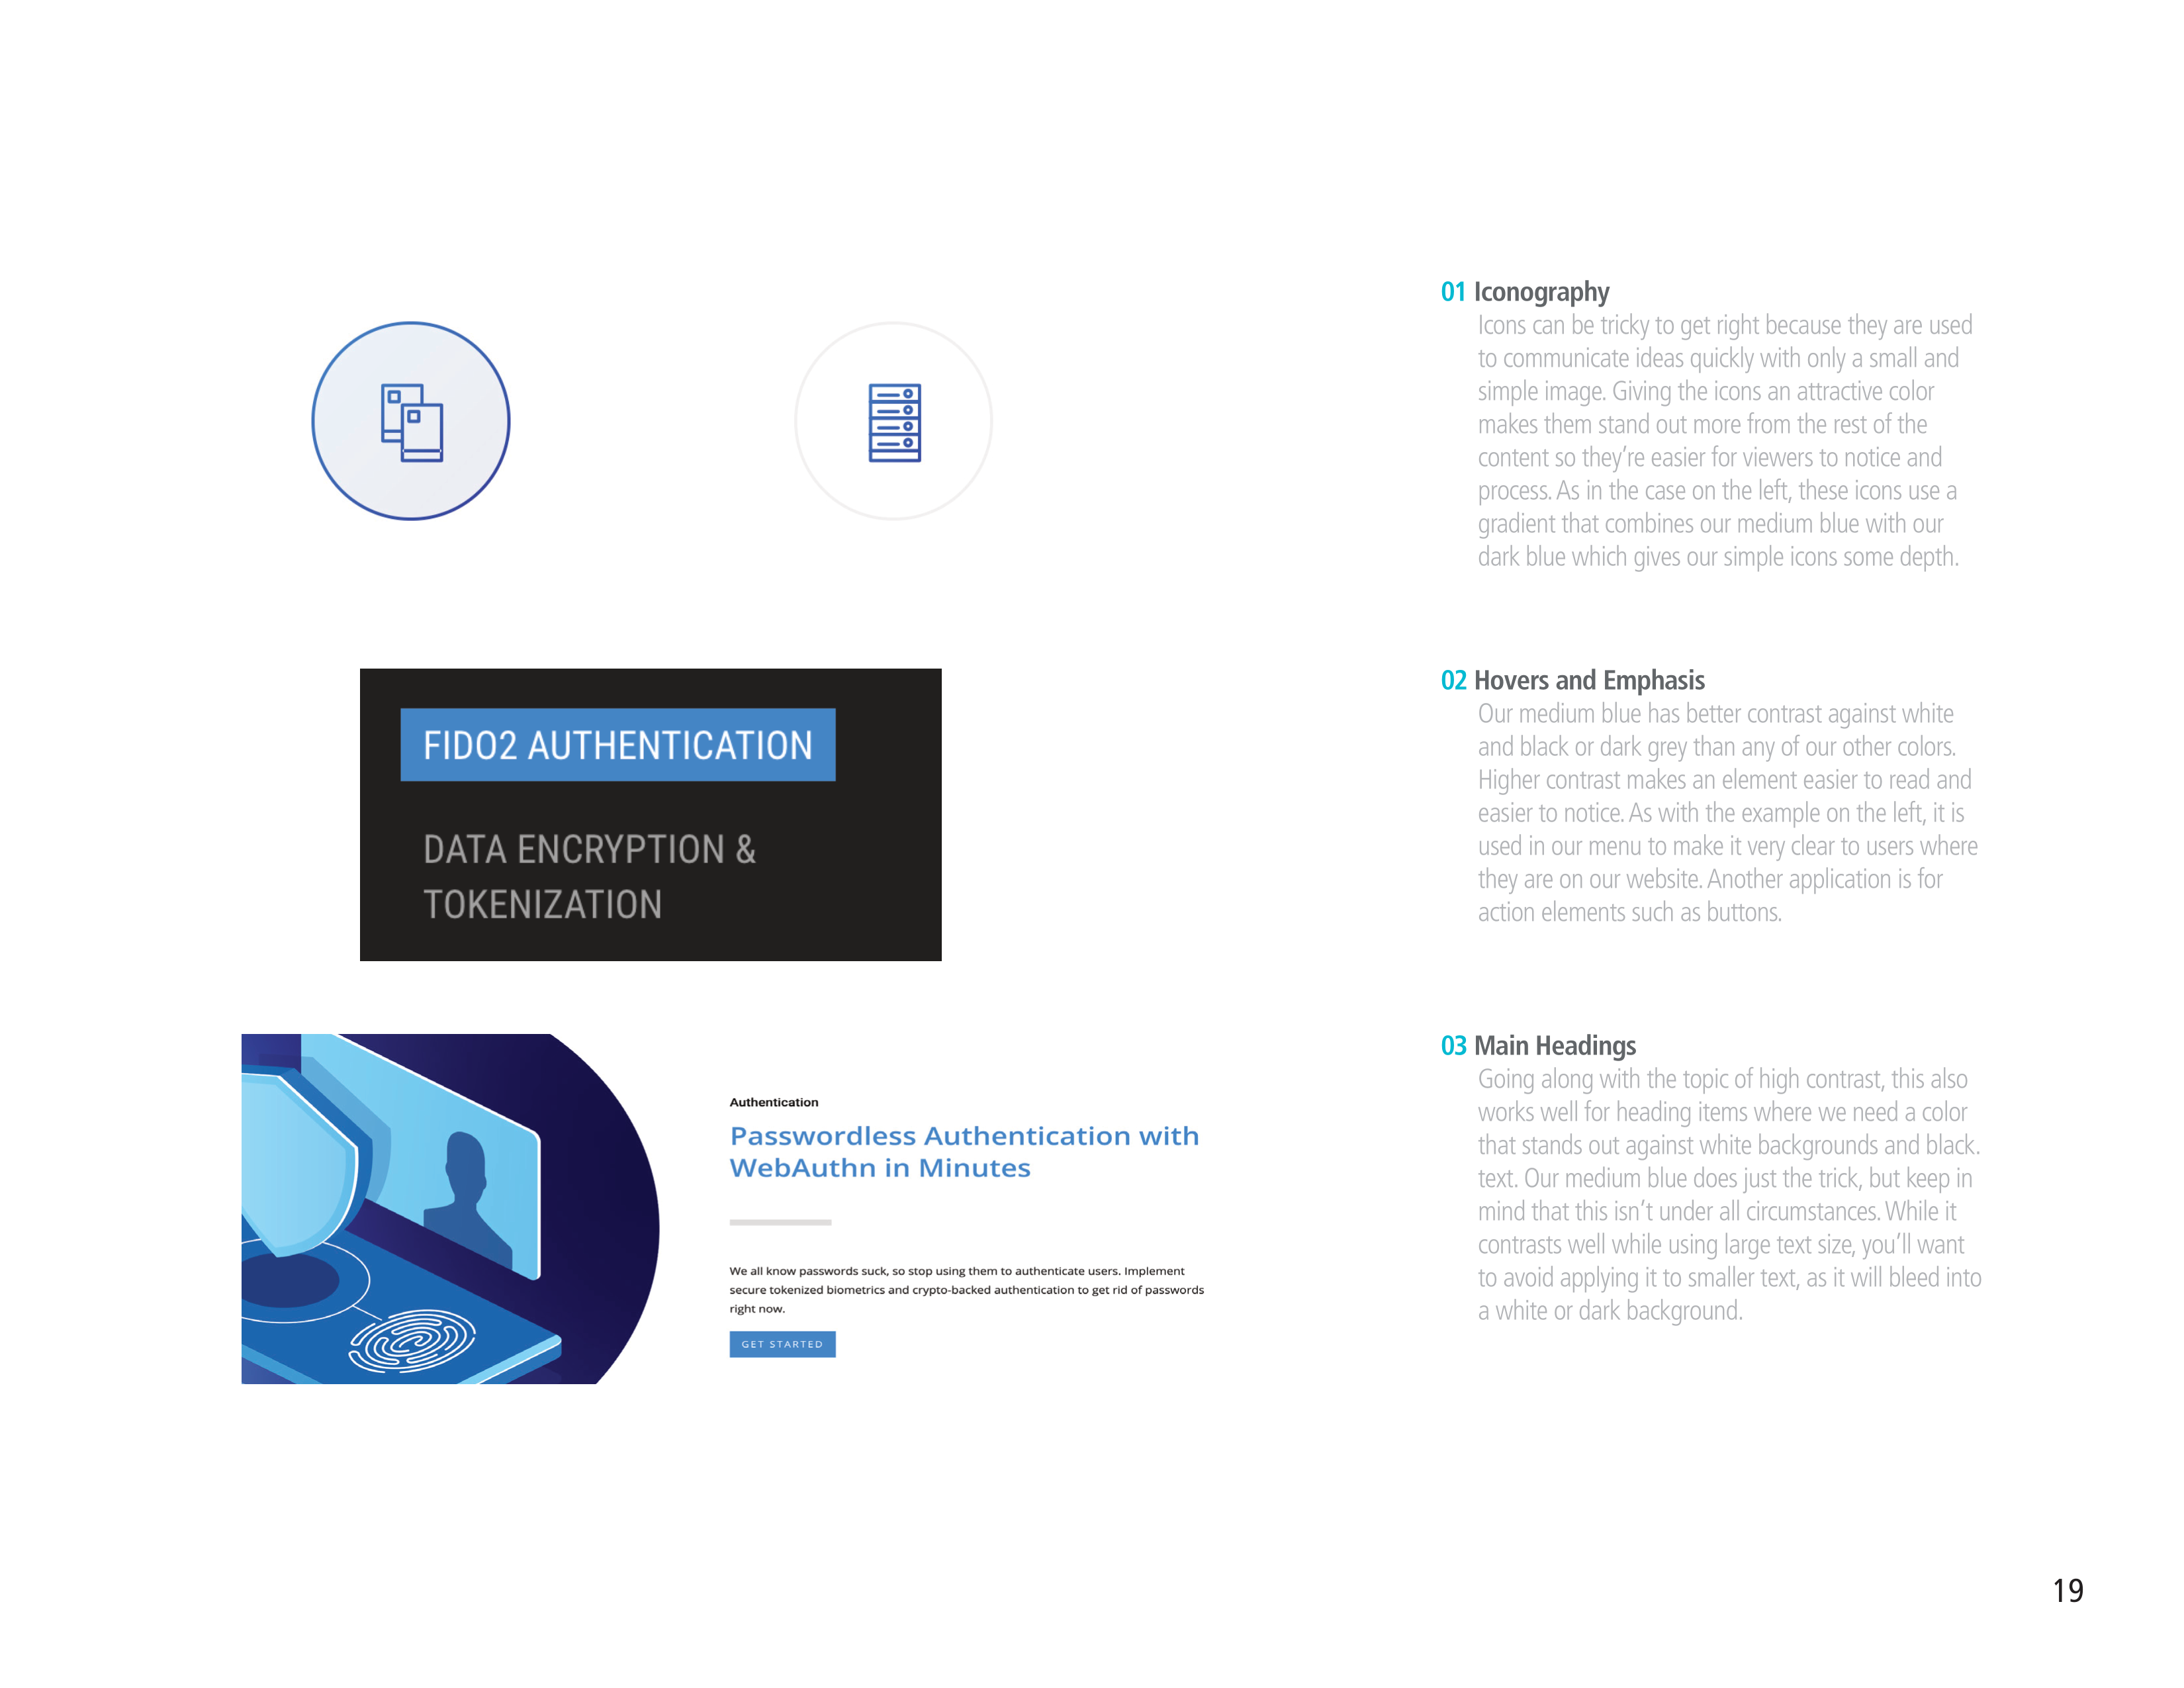 01 Iconography
Icons can be tricky to get right because they are used
to communicate ideas quickly with only a small and
simple image. Giving the icons an attractive color
makes them stand out more from the rest of the
content so they're easier for viewers to notice and
process. As in the case on the left, these icons use a
gradient that combines our medium blue with our
dark blue which gives our simple icons some depth.
FIDO2 AUTHENTICATION
DATA ENCRYPTION &
TOKENIZATION
02 Hovers and Emphasis
Our medium blue has better contrast against white
and black or dark grey than any of our other colors.
Higher contrast makes an element easier to read and
easier to notice. As with the example on the left, it is
used in our menu to make it very clear to users where
they are on our website. Another application is for
action elements such as buttons.
Authentication
Passwordless Authentication with
WebAuthn in Minutes
We all know passwords suck, so stop using them to authenticate users. Implement
secure tokenized biometrics and crypto-backed authentication to get rid of passwords
right now.
GET STARTED
03 Main Headings
Going along with the topic of high contrast, this also
works well for heading items where we need a color
that stands out against white backgrounds and black.
text. Our medium blue does just the trick, but keep in
mind that this isn't under all circumstances. While it
contrasts well while using large text size, you'll want
to avoid applying it to smaller text, as it will bleed into
a white or dark background.
19